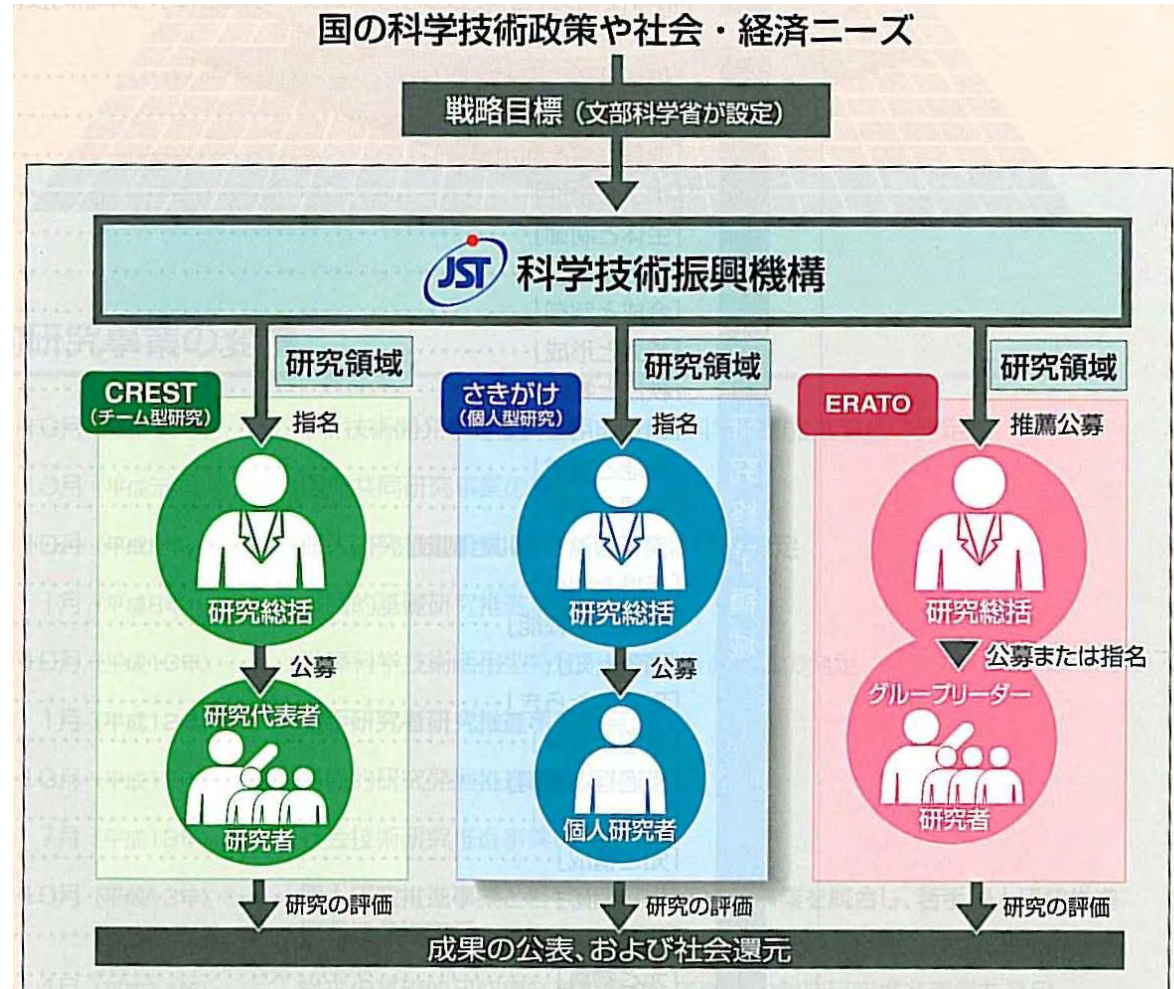 国の科学技術政策や社会・経済ニーズ
戦略目標（文部科学省が設定）
JST 科学技術振興機構
研究領域
研究領域
研究領域
CREST
（チーム型研究）
さきがけ
（個人型研究）
ERATO
指名
指名
推薦公募
研究総括
研究総括
研究総括
公募
公募
公募または指名
研究代表者
グループリーダー
研究者
個人研究者
研究者
研究の評価
研究の評価
研究の評価
成果の公表、および社会還元